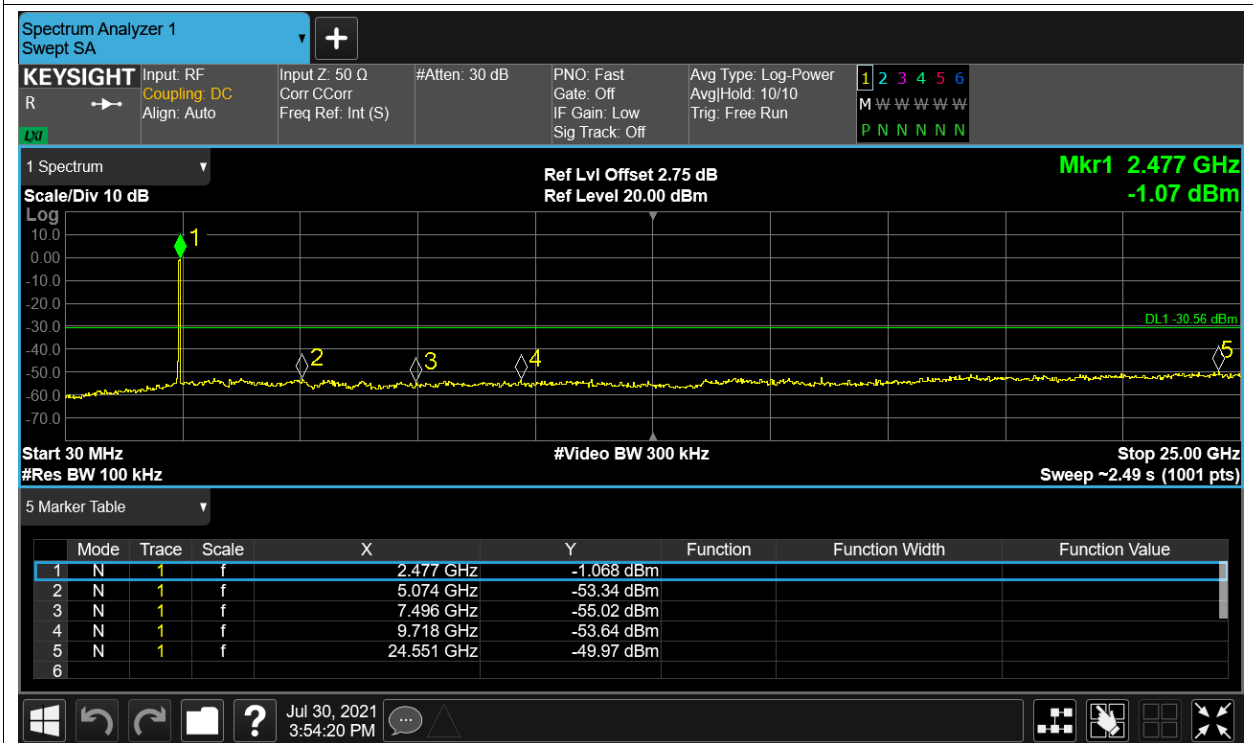 Spectrum Analyzer 1
Swept SA
KEYSIGHT Input: RF Input Z: 50 Ω #Atten: 30 dB PNO: Fast Avg Type: Log-Power 1 2 3 4 5 6
R Coupling: DC Corr CCorr Gate: Off Avg|Hold: 10/10 M W W W W W
Align: Auto Freq Ref: Int (S) IF Gain: Low Trig: Free Run
LXI Sig Track: Off P N N N N N
1 Spectrum Ref Lvl Offset 2.75 dB Mkr1 2.477 GHz
Scale/Div 10 dB Ref Level 20.00 dBm -1.07 dBm
Log
10.0 1
0.00
-10.0
-20.0
DL1 -30.56 dBm
-30.0
-40.0 2 3 4 5
-50.0
-60.0
-70.0
Start 30 MHz #Video BW 300 kHz Stop 25.00 GHz
#Res BW 100 kHz Sweep ~2.49 s (1001 pts)
5 Marker Table
Mode Trace Scale X Y Function Function Width Function Value
1 N 1 f 2.477 GHz -1.068 dBm
2 N 1 f 5.074 GHz -53.34 dBm
3 N 1 f 7.496 GHz -55.02 dBm
4 N 1 f 9.718 GHz -53.64 dBm
5 N 1 f 24.551 GHz -49.97 dBm
6
? Jul 30, 2021
3:54:20 PM